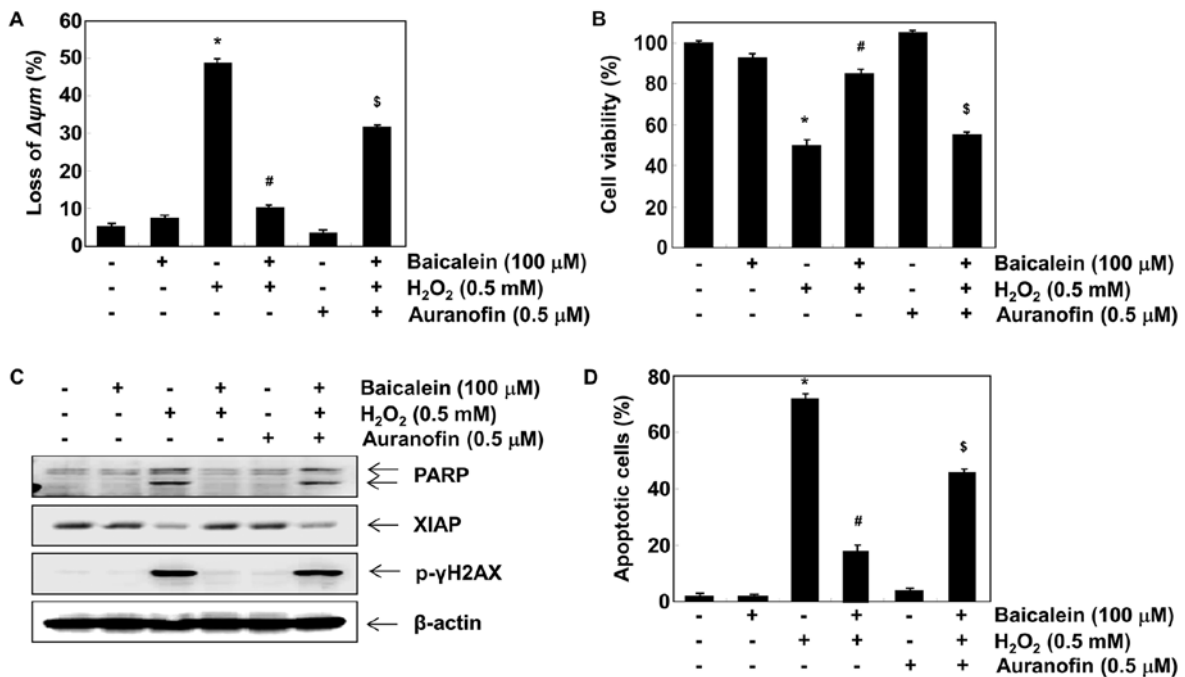 A
Loss of Δψm (%)
60
50
40
30
20
10
0
*
#
$
- + - + - + Baicalein (100 μM)
- - + + - + H₂O₂ (0.5 mM)
- - - - + + Auranofin (0.5 μM)
B
Cell viability (%)
100
80
60
40
20
0
*
#
$
- + - + - + Baicalein (100 μM)
- - + + - + H₂O₂ (0.5 mM)
- - - - + + Auranofin (0.5 μM)
C
- + - + - + Baicalein (100 μM)
- - + + - + H₂O₂ (0.5 mM)
- - - - + + Auranofin (0.5 μM)
PARP
XIAP
p-γH2AX
β-actin
D
Apoptotic cells (%)
80
60
40
20
0
*
#
$
- + - + - + Baicalein (100 μM)
- - + + - + H₂O₂ (0.5 mM)
- - - - + + Auranofin (0.5 μM)